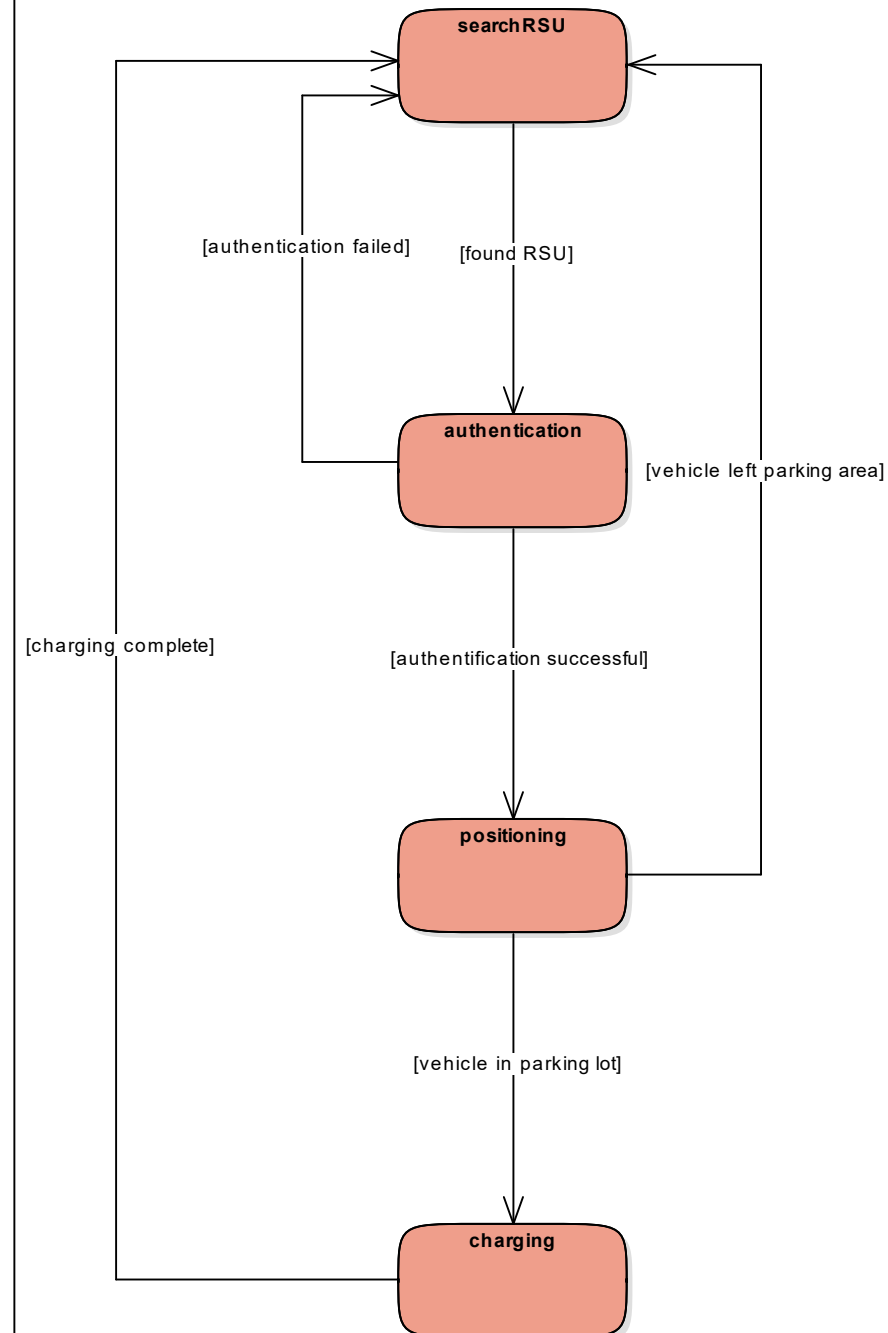 searchRSU
[authentication failed]
[found RSU]
authentication
[vehicle left parking area]
[charging complete]
[authentification successful]
positioning
[vehicle in parking lot]
charging